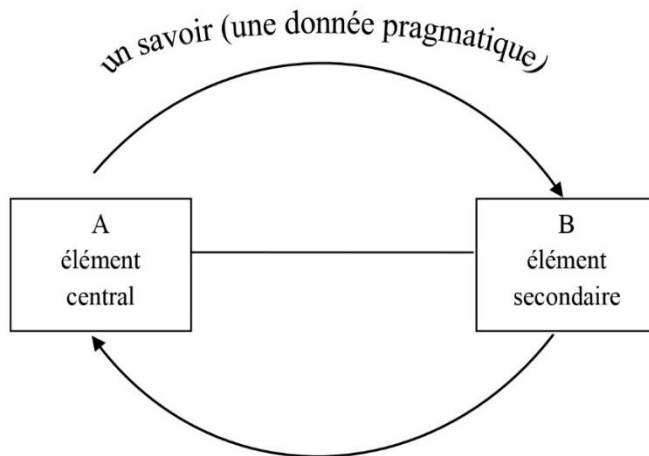 un savoir (une donnée pragmatique)
A
élément
central
B
élément
secondaire